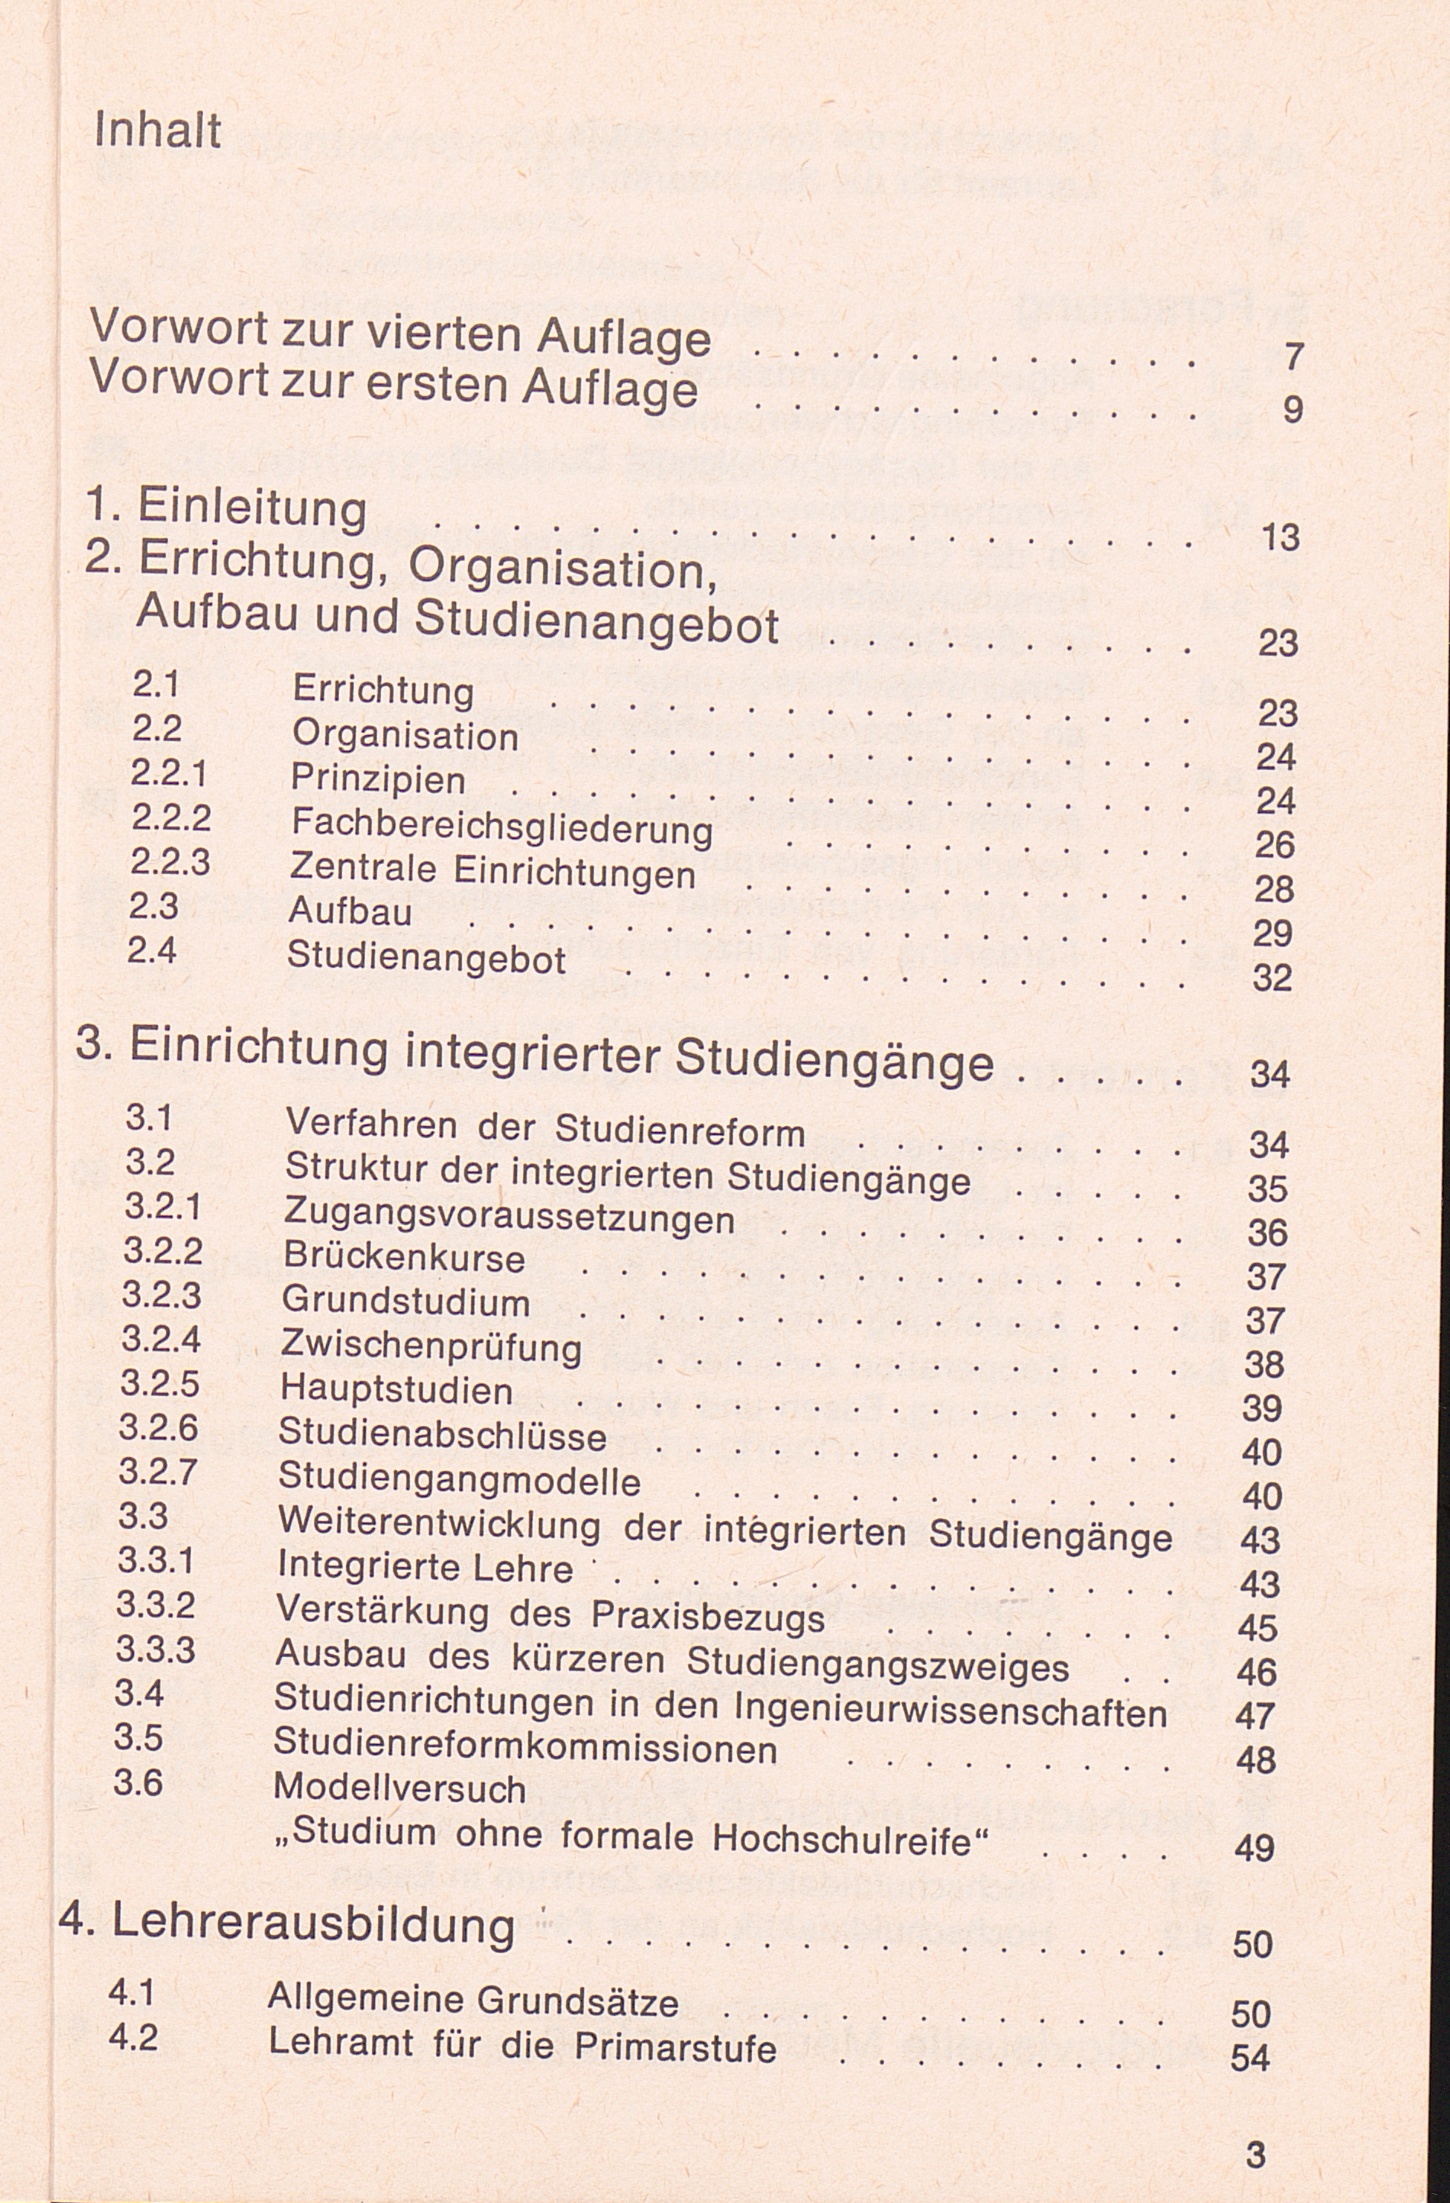 Inhalt
Vorwort zur vierten Auflage . . . . . . . . . . . . 7
Vorwort zur ersten Auflage . . . . . . . . . . . . 9
1. Einleitung . . . . . . . . . . . . . . . . . . . . 13
2. Errichtung, Organisation,
Aufbau und Studienangebot . . . . . . . . . . 23
2.1 Errichtung . . . . . . . . . . . . . . . . . 23
2.2 Organisation . . . . . . . . . . . . . . . . 24
2.2.1 Prinzipien . . . . . . . . . . . . . . . . . . 24
2.2.2 Fachbereichsgliederung . . . . . . . . . . . 26
2.2.3 Zentrale Einrichtungen . . . . . . . . . . . . 28
2.3 Aufbau . . . . . . . . . . . . . . . . . . . 29
2.4 Studienangebot . . . . . . . . . . . . . . . 32
3. Einrichtung integrierter Studiengänge . . . . . 34
3.1 Verfahren der Studienreform . . . . . . . . . 34
3.2 Struktur der integrierten Studiengänge . . . . . 35
3.2.1 Zugangsvoraussetzungen . . . . . . . . . . . 36
3.2.2 Brückenkurse . . . . . . . . . . . . . . . . 37
3.2.3 Grundstudium . . . . . . . . . . . . . . . . 37
3.2.4 Zwischenprüfung . . . . . . . . . . . . . . 38
3.2.5 Hauptstudien . . . . . . . . . . . . . . . . 39
3.2.6 Studienabschlüsse . . . . . . . . . . . . . . 40
3.2.7 Studiengangmodelle . . . . . . . . . . . . . 40
3.3 Weiterentwicklung der integrierten Studiengänge 43
3.3.1 Integrierte Lehre . . . . . . . . . . . . . . . 43
3.3.2 Verstärkung des Praxisbezugs . . . . . . . . 45
3.3.3 Ausbau des kürzeren Studiengangszweiges . . 46
3.4 Studienrichtungen in den Ingenieurwissenschaften 47
3.5 Studienreformkommissionen . . . . . . . . . 48
3.6 Modellversuch
„Studium ohne formale Hochschulreife“ . . . . 49
4. Lehrerausbildung . . . . . . . . . . . . . . . . 50
4.1 Allgemeine Grundsätze . . . . . . . . . . . . 50
4.2 Lehramt für die Primarstufe . . . . . . . . . 54
3